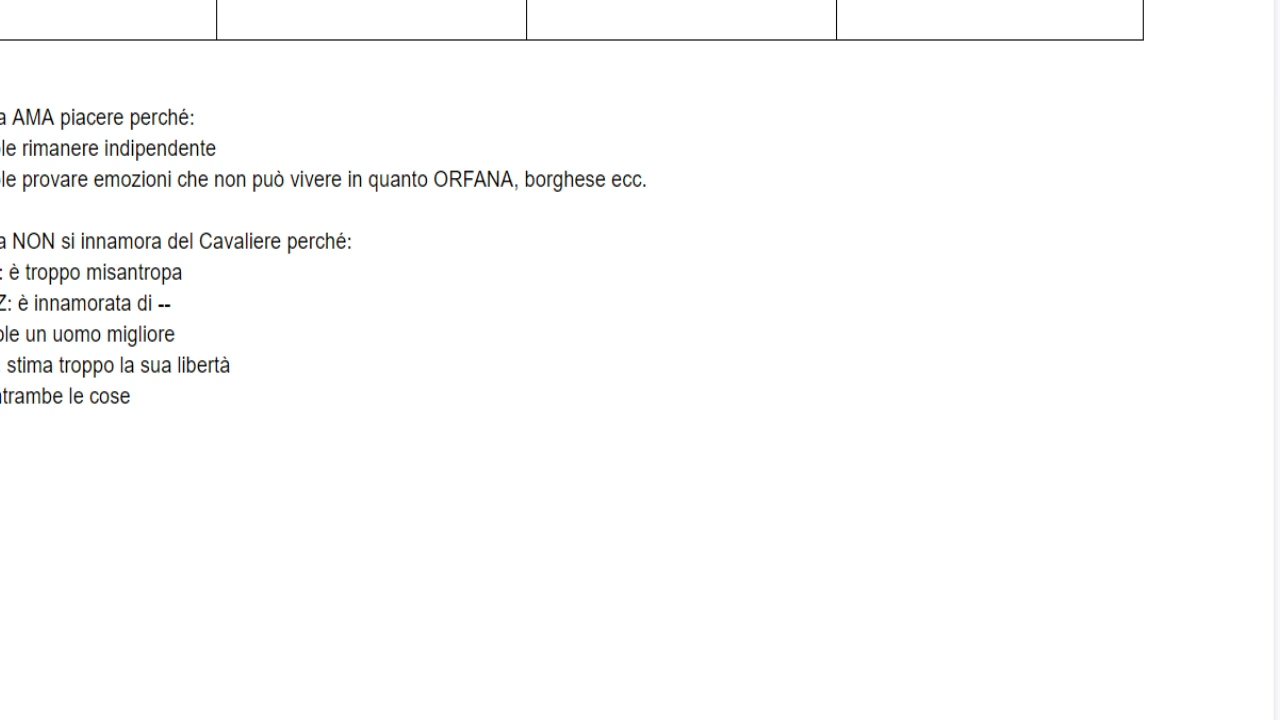 a AMA piacere perché:
le rimanere indipendente
le provare emozioni che non può vivere in quanto ORFANA, borghese ecc.
a NON si innamora del Cavaliere perché:
: è troppo misantropa
Z: è innamorata di --
ole un uomo migliore
stima troppo la sua libertà
ntrambe le cose